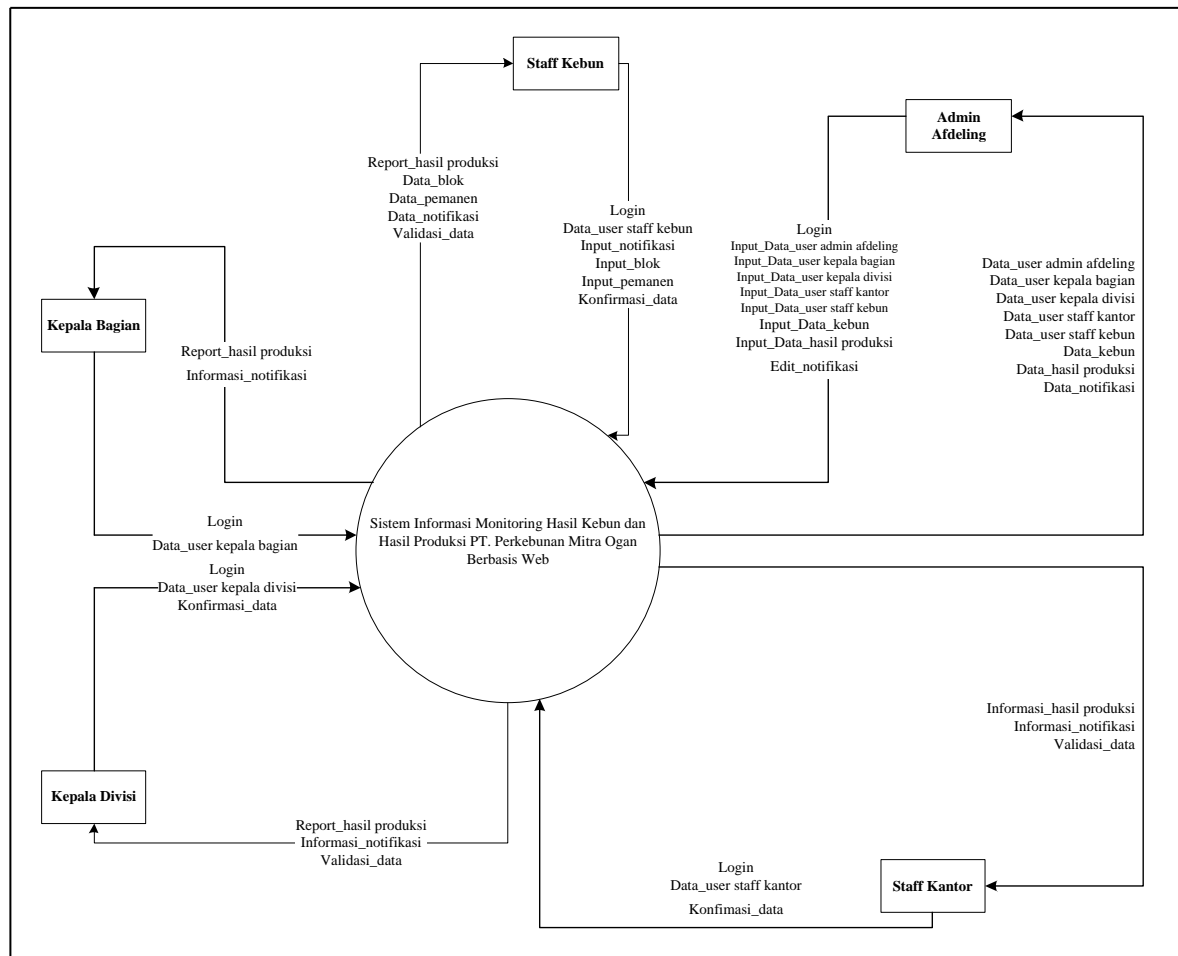 Staff Kebun
Admin
Afdeling
Report_hasil produksi
Data_blok
Data_pemanen
Data_notifikasi
Validasi_data
Login
Data_user staff kebun
Input_notifikasi
Input_blok
Input_pemanen
Konfirmasi_data
Login
Input_Data_user admin afdeling
Input_Data_user kepala bagian
Input_Data_user kepala divisi
Input_Data_user staff kantor
Input_Data_user staff kebun
Input_Data_kebun
Input_Data_hasil produksi
Edit_notifikasi
Data_user admin afdeling
Data_user kepala bagian
Data_user kepala divisi
Data_user staff kantor
Data_user staff kebun
Data_kebun
Data_hasil produksi
Data_notifikasi
Kepala Bagian
Report_hasil produksi
Informasi_notifikasi
Login
Data_user kepala bagian
Login
Data_user kepala divisi
Konfirmasi_data
Sistem Informasi Monitoring Hasil Kebun dan
Hasil Produksi PT. Perkebunan Mitra Ogan
Berbasis Web
Informasi_hasil produksi
Informasi_notifikasi
Validasi_data
Kepala Divisi
Report_hasil produksi
Informasi_notifikasi
Validasi_data
Login
Data_user staff kantor
Konfimasi_data
Staff Kantor